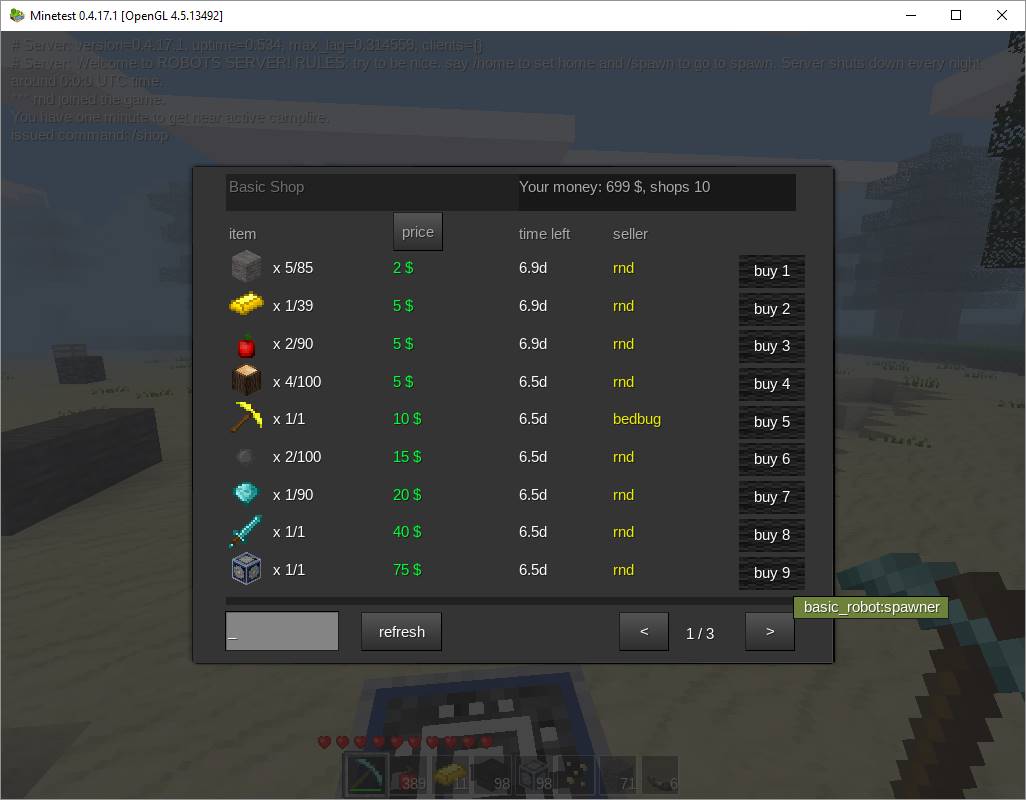 Minetest 0.4.17.1 [OpenGL 4.5.13492]
# Server: version=0.4.17.1, uptime=0.534, max_lag=0.314559, clients={}
# Server: Welcome to ROBOTS SERVER! RULES: try to be nice. say /home to set home and /spawn to go to spawn. Server shuts down every night
around 0:0:0 UTC time.
*** rnd joined the game.
You have one minute to get near active campfire.
issued command: /shop
Basic Shop Your money: 699 $, shops 10
item price time left seller
x 5/85 2 $ 6.9d rnd buy 1
x 1/39 5 $ 6.9d rnd buy 2
x 2/90 5 $ 6.9d rnd buy 3
x 4/100 5 $ 6.5d rnd buy 4
x 1/1 10 $ 6.5d bedbug buy 5
x 2/100 15 $ 6.5d rnd buy 6
x 1/90 20 $ 6.5d rnd buy 7
x 1/1 40 $ 6.5d rnd buy 8
x 1/1 75 $ 6.5d rnd buy 9
basic_robot:spawner
_ refresh < 1 / 3 >
389 11 98 98 71 6